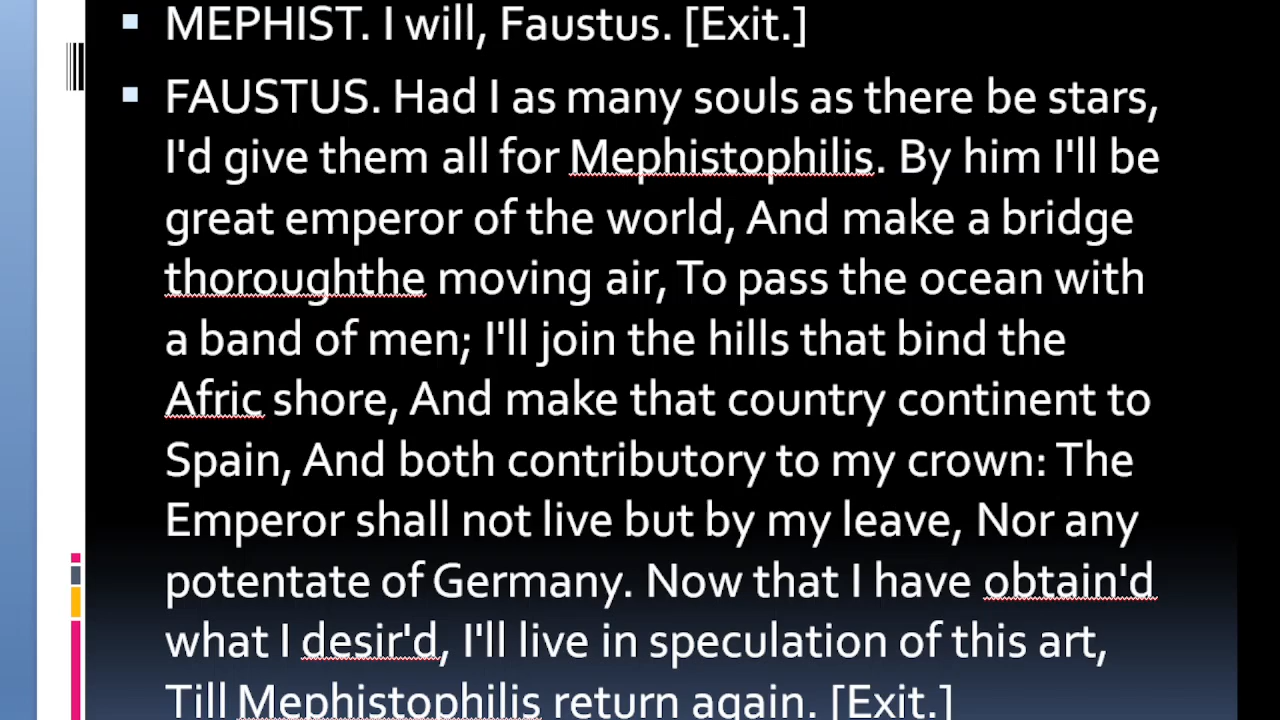 MEPHIST. I will, Faustus. [Exit.]
FAUSTUS. Had I as many souls as there be stars,
I'd give them all for Mephistophilis. By him I'll be
great emperor of the world, And make a bridge
thoroughthe moving air, To pass the ocean with
a band of men; I'll join the hills that bind the
Afric shore, And make that country continent to
Spain, And both contributory to my crown: The
Emperor shall not live but by my leave, Nor any
potentate of Germany. Now that I have obtain'd
what I desir'd, I'll live in speculation of this art,
Till Mephistophilis return again. [Exit.]